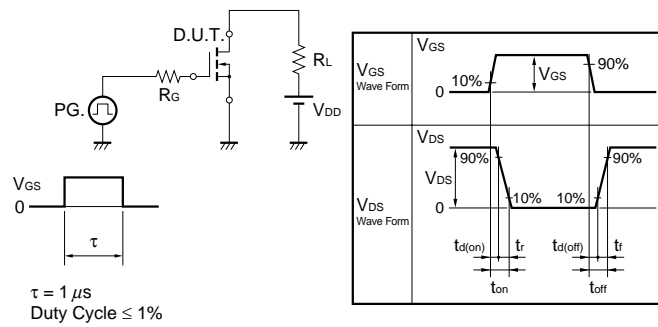 D.U.T.
RL
RG
PG.
VDD
VGS
0
τ
τ = 1 μs
Duty Cycle ≤ 1%
VGS
Wave Form
VGS
10%
0
VGS
90%
VDS
Wave Form
VDS
90%
VDS
0
10%
10%
90%
td(on)
tr
td(off)
tf
ton
toff